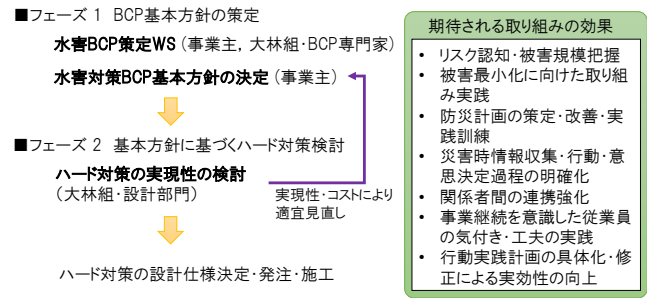 ■フェーズ 1 BCP基本方針の策定
水害BCP策定WS (事業主, 大林組・BCP専門家)
水害対策BCP基本方針の決定 (事業主)
■フェーズ 2 基本方針に基づくハード対策検討
ハード対策の実現性の検討
(大林組・設計部門)
実現性・コストにより
適宜見直し
ハード対策の設計仕様決定・発注・施工
期待される取り組みの効果
• リスク認知・被害規模把握
• 被害最小化に向けた取り組
み実践
• 防災計画の策定・改善・実
践訓練
• 災害時情報収集・行動・意
思決定過程の明確化
• 関係者間の連携強化
• 事業継続を意識した従業員
の気付き・工夫の実践
• 行動実践計画の具体化・修
正による実効性の向上